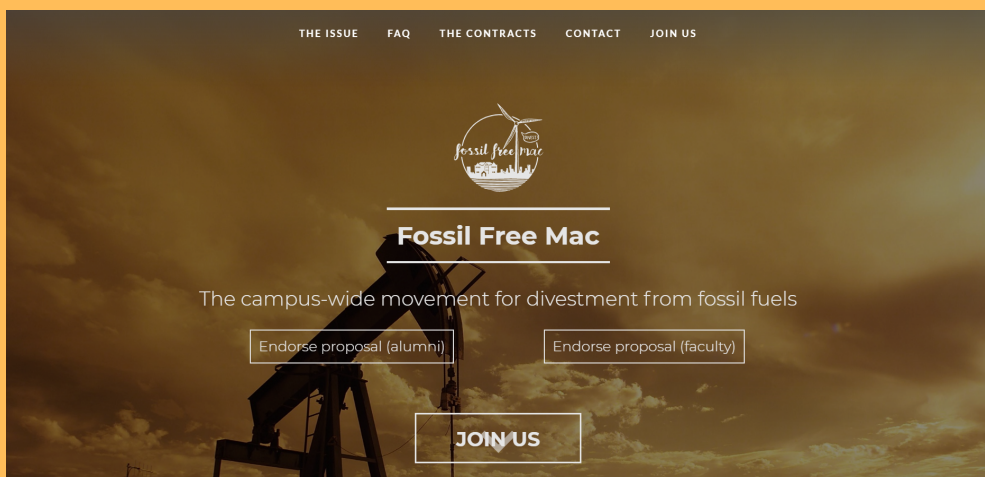 THE ISSUE FAQ THE CONTRACTS CONTACT JOIN US
DIVEST!
fossil free mac
Fossil Free Mac
The campus-wide movement for divestment from fossil fuels
Endorse proposal (alumni) Endorse proposal (faculty)
JOIN US